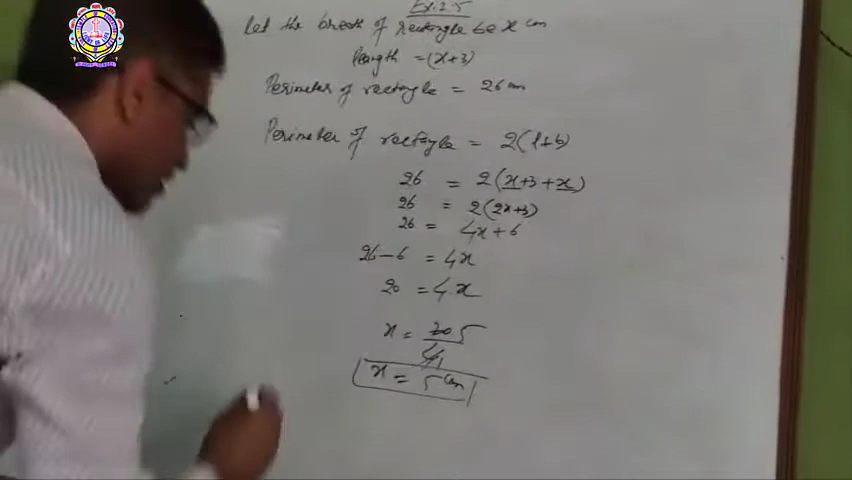 Ex:2.5
Let the breath of rectangle be x cm
length = (x+3)
Perimeter of rectangle = 26 cm
Perimeter of rectangle = 2(l+b)
26 = 2(x+3+x)
26 = 2(2x+3)
26 = 4x+6
26-6 = 4x
20 = 4x
x = 20 5
4 1
x = 5 cm